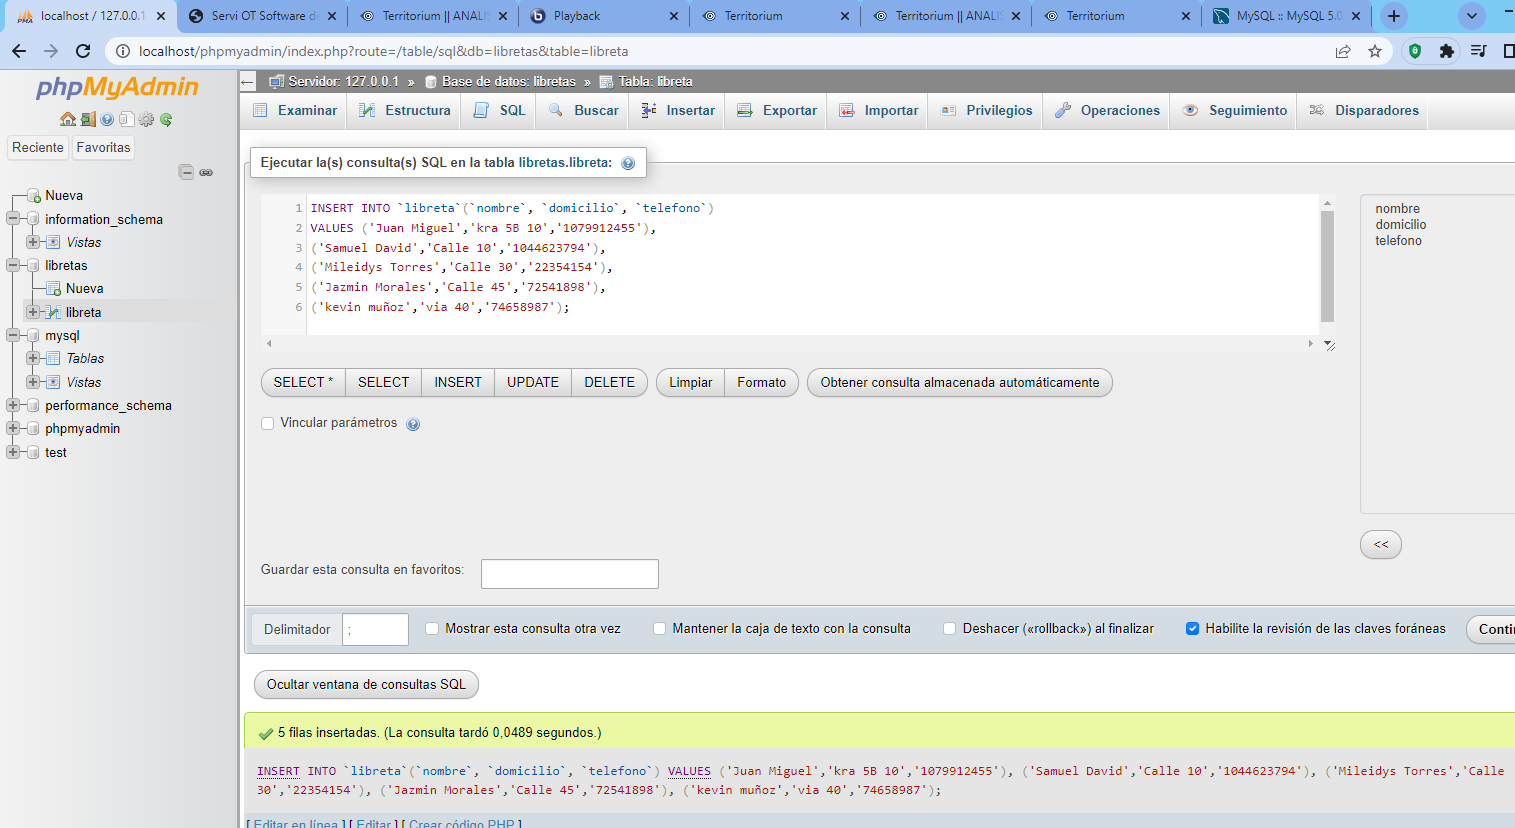 localhost / 127.0.0.1
Servi OT Software de
Territorium || ANALIS
Playback
Territorium
Territorium || ANALIS
Territorium
MySQL :: MySQL 5.0
localhost/phpmyadmin/index.php?route=/table/sql&db=libretas&table=libreta
phpMyAdmin
Reciente
Favoritas
Nueva
information_schema
Vistas
libretas
Nueva
libreta
mysql
Tablas
Vistas
performance_schema
phpmyadmin
test
Servidor: 127.0.0.1 » Base de datos: libretas » Tabla: libreta
Examinar
Estructura
SQL
Buscar
Insertar
Exportar
Importar
Privilegios
Operaciones
Seguimiento
Disparadores
Ejecutar la(s) consulta(s) SQL en la tabla libretas.libreta:
1 INSERT INTO `libreta`(`nombre`, `domicilio`, `telefono`)
2 VALUES ('Juan Miguel','kra 5B 10','1079912455'),
3 ('Samuel David','Calle 10','1044623794'),
4 ('Mileidys Torres','Calle 30','22354154'),
5 ('Jazmin Morales','Calle 45','72541898'),
6 ('kevin muñoz','via 40','74658987');
nombre
domicilio
telefono
SELECT *
SELECT
INSERT
UPDATE
DELETE
Limpiar
Formato
Obtener consulta almacenada automáticamente
Vincular parámetros
<<
Guardar esta consulta en favoritos:
Delimitador
;
Mostrar esta consulta otra vez
Mantener la caja de texto con la consulta
Deshacer («rollback») al finalizar
Habilite la revisión de las claves foráneas
Conti
Ocultar ventana de consultas SQL
5 filas insertadas. (La consulta tardó 0,0489 segundos.)
INSERT INTO `libreta`(`nombre`, `domicilio`, `telefono`) VALUES ('Juan Miguel','kra 5B 10','1079912455'), ('Samuel David','Calle 10','1044623794'), ('Mileidys Torres','Calle
30','22354154'), ('Jazmin Morales','Calle 45','72541898'), ('kevin muñoz','via 40','74658987');
[ Editar en línea ] [ Editar ] [ Crear código PHP ]